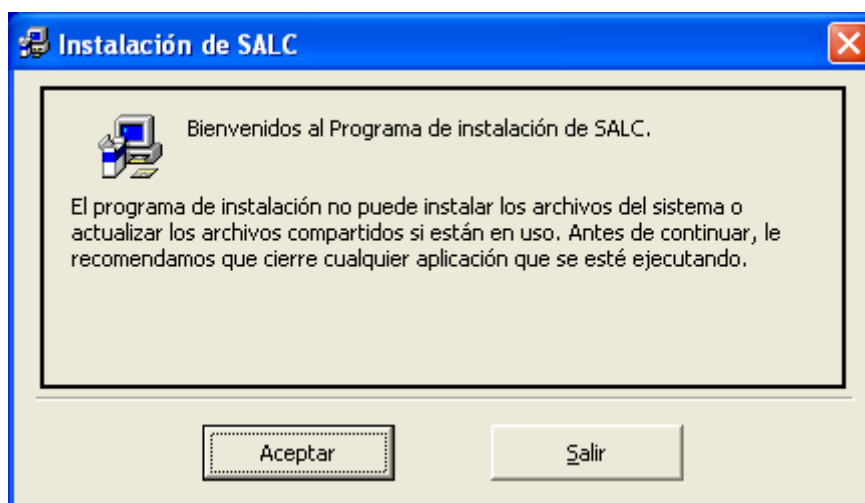 Instalación de SALC
Bienvenidos al Programa de instalación de SALC.
El programa de instalación no puede instalar los archivos del sistema o
actualizar los archivos compartidos si están en uso. Antes de continuar, le
recomendamos que cierre cualquier aplicación que se esté ejecutando.
Aceptar
Salir